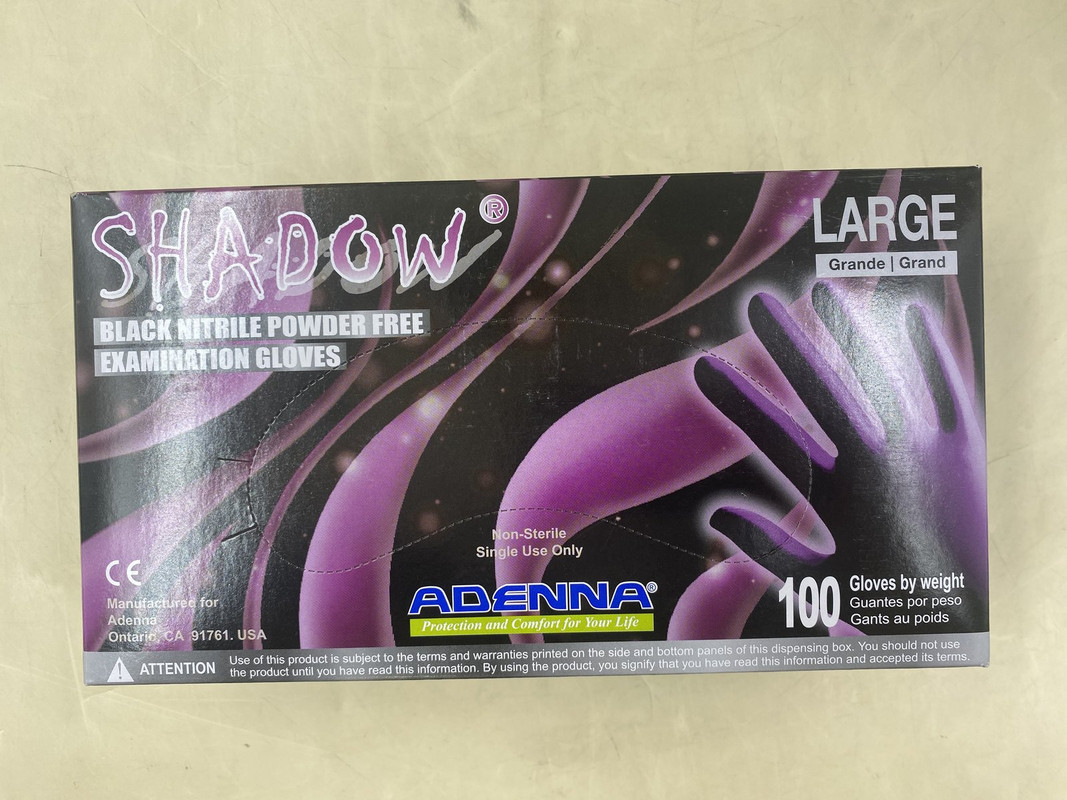 SHADOW®
BLACK NITRILE POWDER FREE
EXAMINATION GLOVES
LARGE
Grande | Grand
Non-Sterile
Single Use Only
ADENNA®
Protection and Comfort for Your Life
CE
Manufactured for
Adenna
Ontario, CA 91761. USA
100
Gloves by weight
Guantes por peso
Gants au poids
ATTENTION
Use of this product is subject to the terms and warranties printed on the side and bottom panels of this dispensing box. You should not use
the product until you have read this information. By using the product, you signify that you have read this information and accepted its terms.